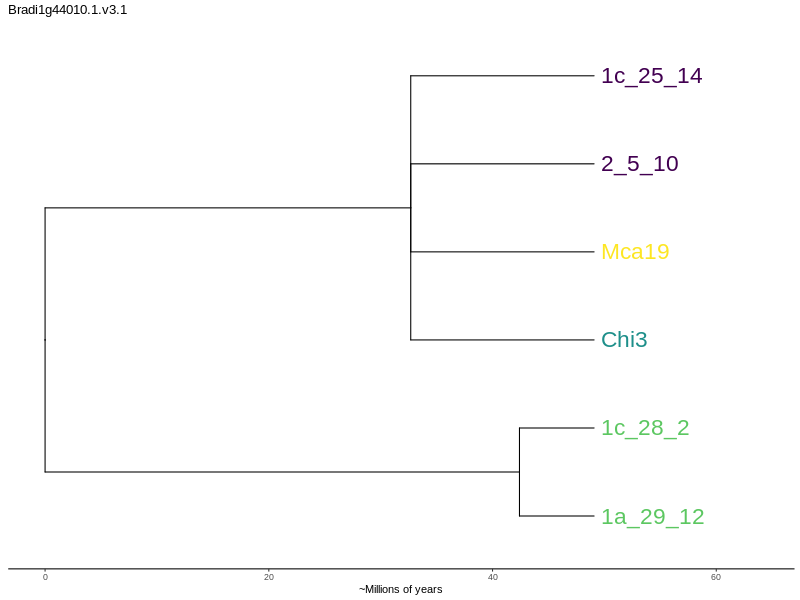 Bradi1g44010.1.v3.1
1c_25_14
2_5_10
Mca19
Chi3
1c_28_2
1a_29_12
0 20 40 60
~Millions of years